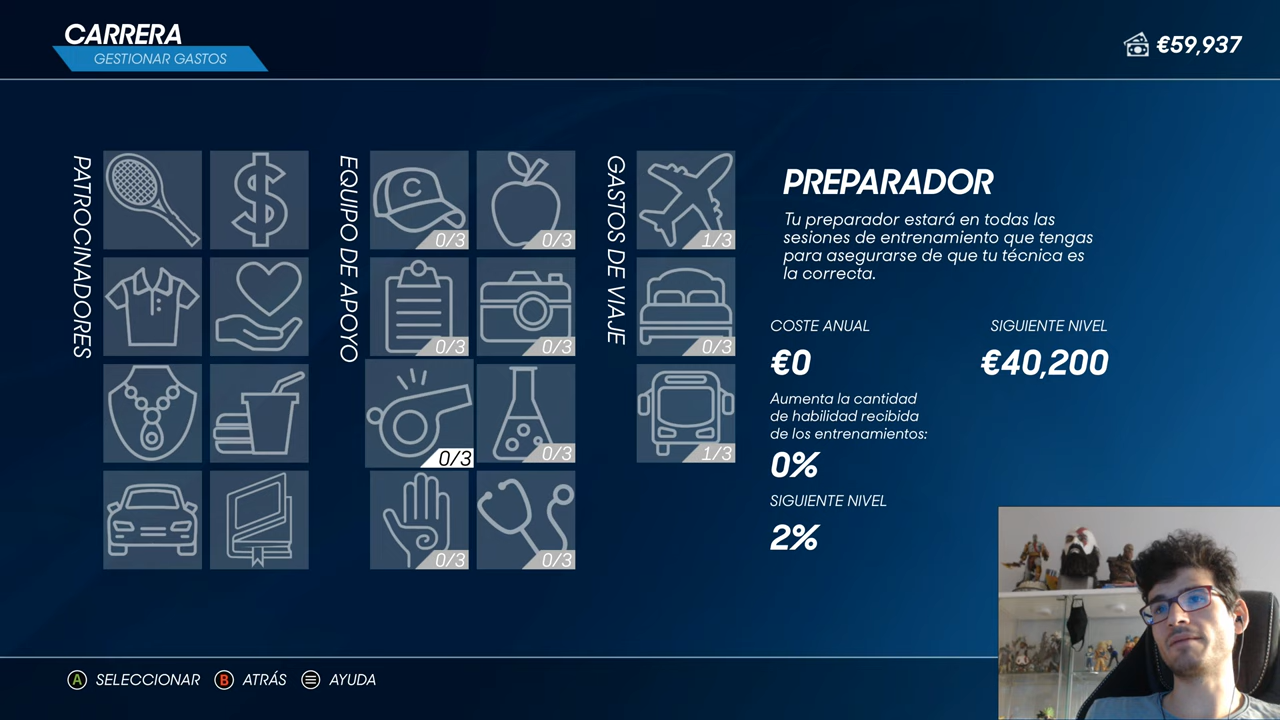 CARRERA
GESTIONAR GASTOS
€59,937
PATROCINADORES
EQUIPO DE APOYO
C
0/3
0/3
0/3
0/3
0/3
0/3
0/3
0/3
GASTOS DE VIAJE
1/3
0/3
1/3
PREPARADOR
Tu preparador estará en todas las
sesiones de entrenamiento que tengas
para asegurarse de que tu técnica es
la correcta.
COSTE ANUAL
SIGUIENTE NIVEL
€0
€40,200
Aumenta la cantidad
de habilidad recibida
de los entrenamientos:
0%
SIGUIENTE NIVEL
2%
A SELECCIONAR
B ATRÁS
AYUDA